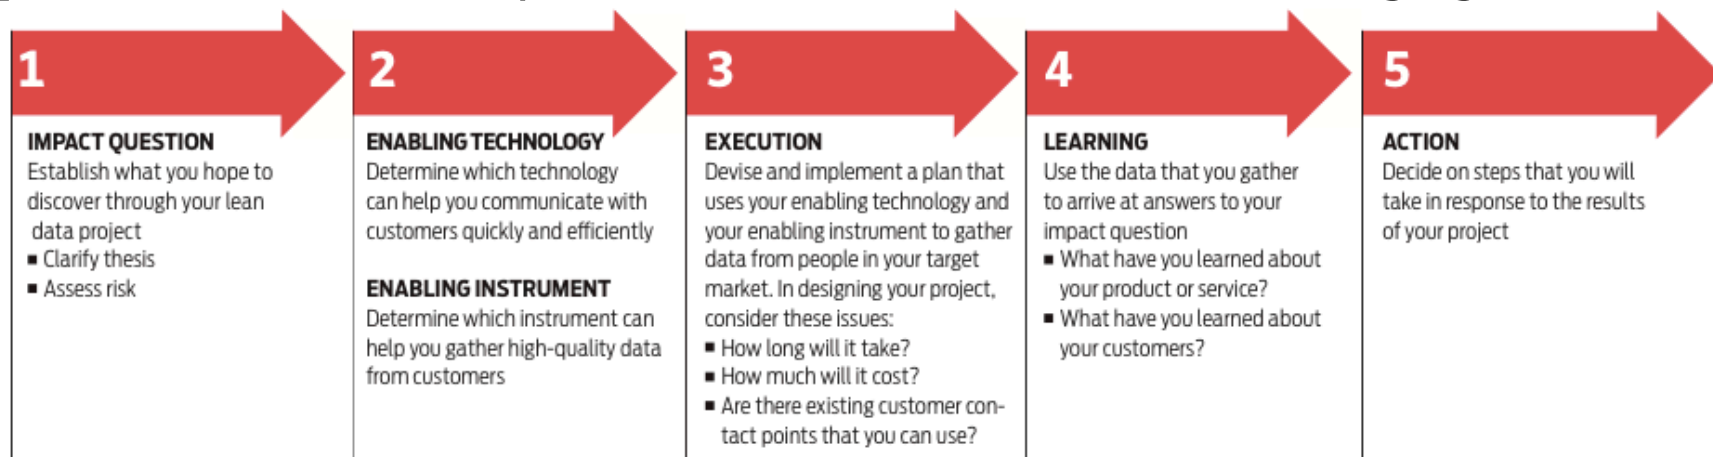 1
IMPACT QUESTION
Establish what you hope to
discover through your lean
data project
▪ Clarify thesis
▪ Assess risk
2
ENABLING TECHNOLOGY
Determine which technology
can help you communicate with
customers quickly and efficiently
ENABLING INSTRUMENT
Determine which instrument can
help you gather high-quality data
from customers
3
EXECUTION
Devise and implement a plan that
uses your enabling technology and
your enabling instrument to gather
data from people in your target
market. In designing your project,
consider these issues:
▪ How long will it take?
▪ How much will it cost?
▪ Are there existing customer con-
tact points that you can use?
4
LEARNING
Use the data that you gather
to arrive at answers to your
impact question
▪ What have you learned about
your product or service?
▪ What have you learned about
your customers?
5
ACTION
Decide on steps that you will
take in response to the results
of your project